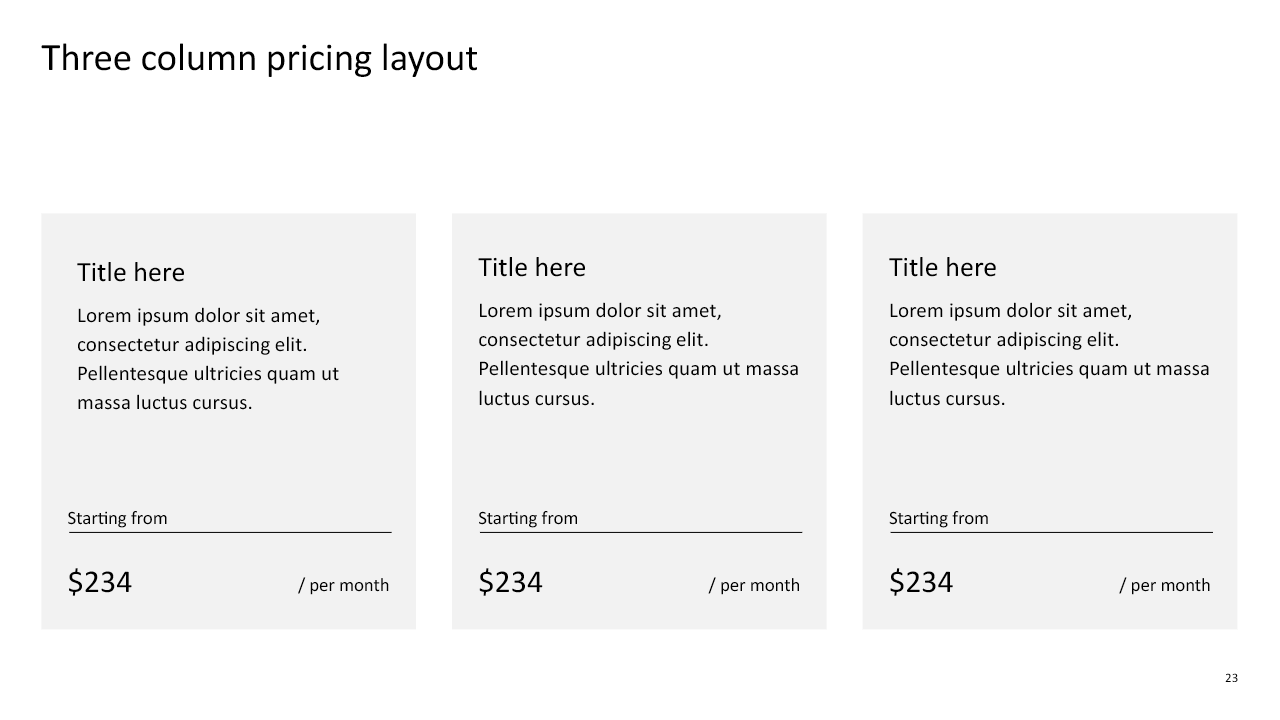 Three column pricing layout
Title here
Lorem ipsum dolor sit amet,
consectetur adipiscing elit.
Pellentesque ultricies quam ut
massa luctus cursus.
Starting from
$234
/ per month
Title here
Lorem ipsum dolor sit amet,
consectetur adipiscing elit.
Pellentesque ultricies quam ut massa
luctus cursus.
Starting from
$234
/ per month
Title here
Lorem ipsum dolor sit amet,
consectetur adipiscing elit.
Pellentesque ultricies quam ut massa
luctus cursus.
Starting from
$234
/ per month
23